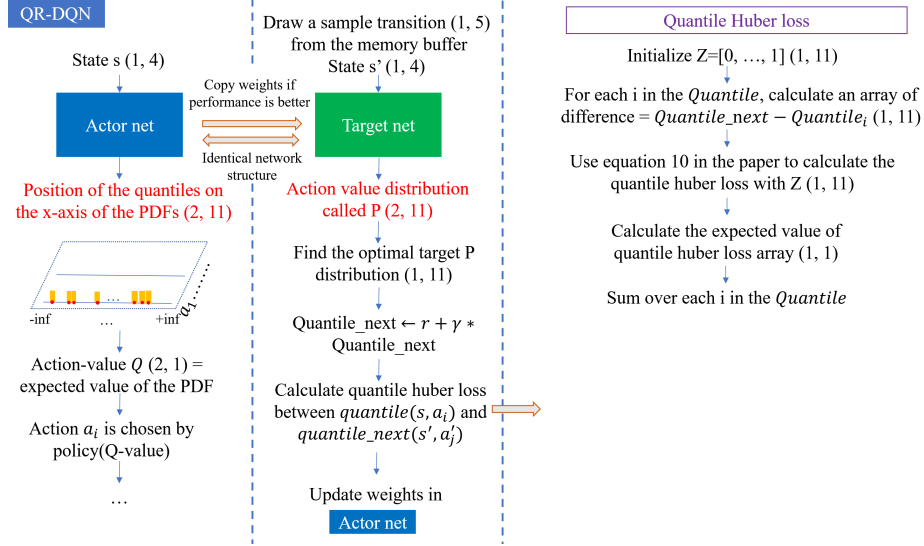 QR-DQN
State s (1, 4)
Actor net
Position of the quantiles on
the x-axis of the PDFs (2, 11)
...
-inf
...
+inf
a₁......
Action-value 𝑄 (2, 1) =
expected value of the PDF
Action 𝑎ᵢ is chosen by
policy(Q-value)
...
Copy weights if
performance is better
Identical network
structure
Draw a sample transition (1, 5)
from the memory buffer
State s’ (1, 4)
Target net
Action value distribution
called P (2, 11)
Find the optimal target P
distribution (1, 11)
Quantile_next ← 𝑟 + 𝛾 ∗
Quantile_next
Calculate quantile huber loss
between 𝑞𝑢𝑎𝑛𝑡𝑖𝑙𝑒(𝑠, 𝑎ᵢ) and
𝑞𝑢𝑎𝑛𝑡𝑖𝑙𝑒_𝑛𝑒𝑥𝑡(𝑠′, 𝑎′ⱼ)
Update weights in
Actor net
Quantile Huber loss
Initialize Z=[0, …, 1] (1, 11)
For each i in the 𝑄𝑢𝑎𝑛𝑡𝑖𝑙𝑒, calculate an array of
difference = 𝑄𝑢𝑎𝑛𝑡𝑖𝑙𝑒_𝑛𝑒𝑥𝑡 − 𝑄𝑢𝑎𝑛𝑡𝑖𝑙𝑒ᵢ (1, 11)
Use equation 10 in the paper to calculate the
quantile huber loss with Z (1, 11)
Calculate the expected value of
quantile huber loss array (1, 1)
Sum over each i in the 𝑄𝑢𝑎𝑛𝑡𝑖𝑙𝑒